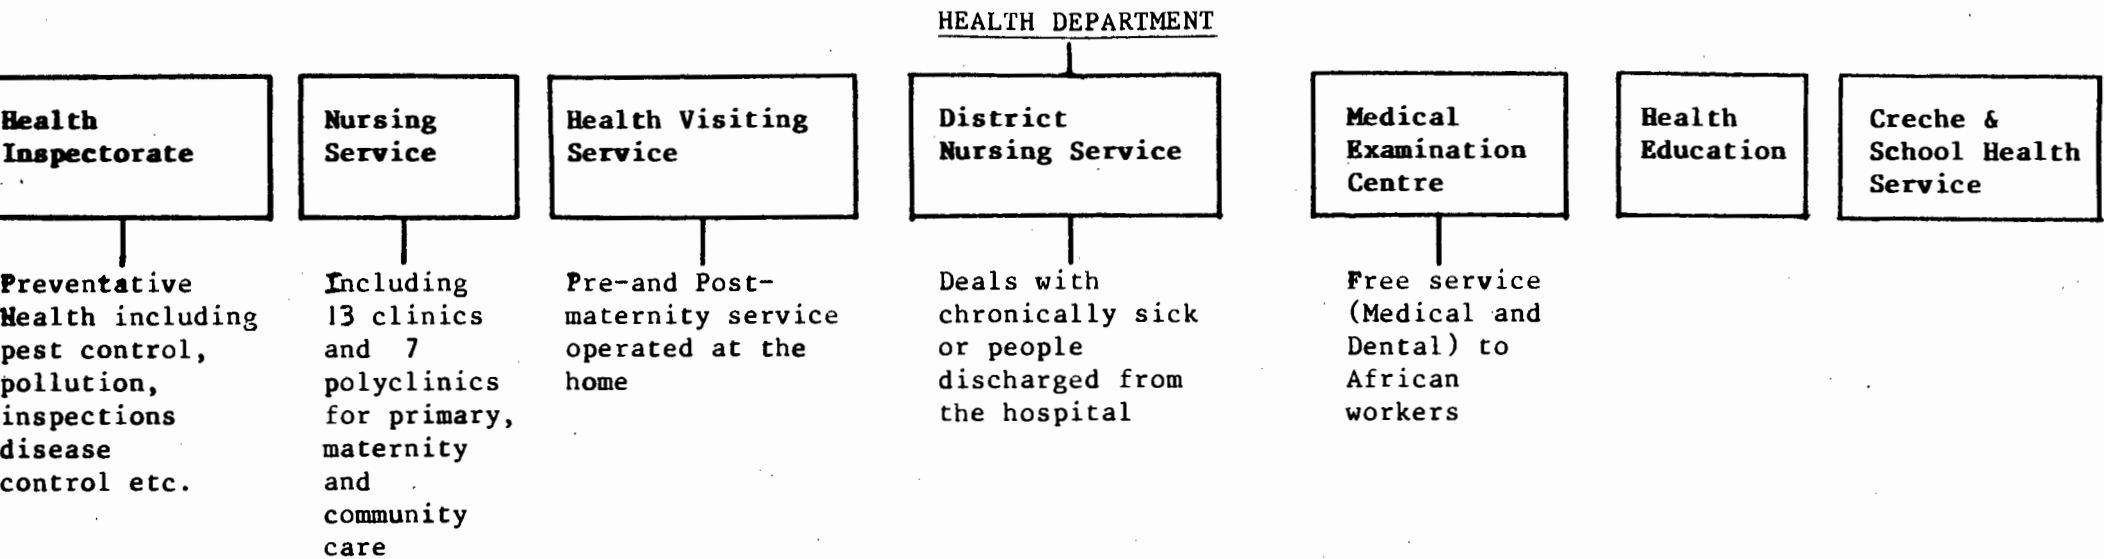 HEALTH DEPARTMENT
Health
Inspectorate
Nursing
Service
Health Visiting
Service
District
Nursing Service
Medical
Examination
Centre
Health
Education
Creche &
School Health
Service
Preventative
Health including
pest control,
pollution,
inspections
disease
control etc.
Including
13 clinics
and 7
polyclinics
for primary,
maternity
and
community
care
Pre-and Post-
maternity service
operated at the
home
Deals with
chronically sick
or people
discharged from
the hospital
Free service
(Medical and
Dental) to
African
workers